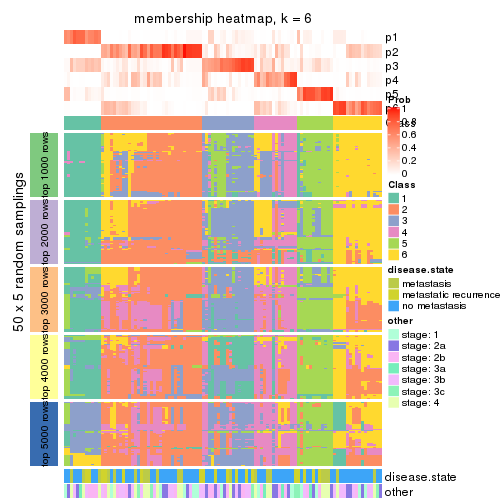 membership heatmap, k = 6
p1
p2
p3
p4
p5
p6
Prob
1
0.8
0.6
0.4
0.2
0
Class
1
2
3
4
5
6
disease.state
metastasis
metastatic recurrence
no metastasis
other
stage: 1
stage: 2a
stage: 2b
stage: 3a
stage: 3b
stage: 3c
stage: 4
50 x 5 random samplings
top 1000 rows
top 2000 rows
top 3000 rows
top 4000 rows
top 5000 rows
disease.state
other